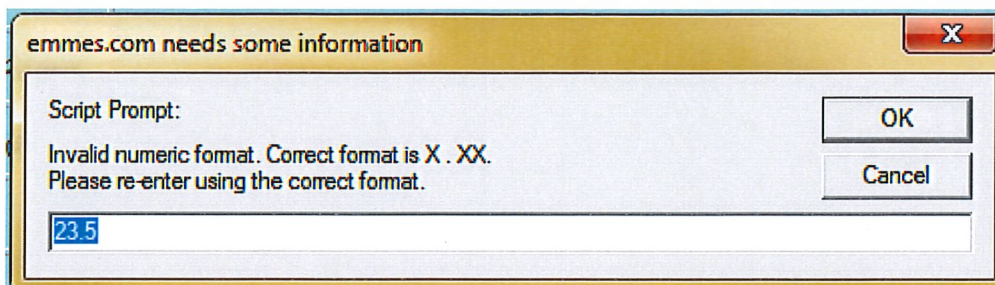 emmes.com needs some information
X
Script Prompt:
OK
Invalid numeric format. Correct format is X . XX.
Please re-enter using the correct format.
Cancel
23.5